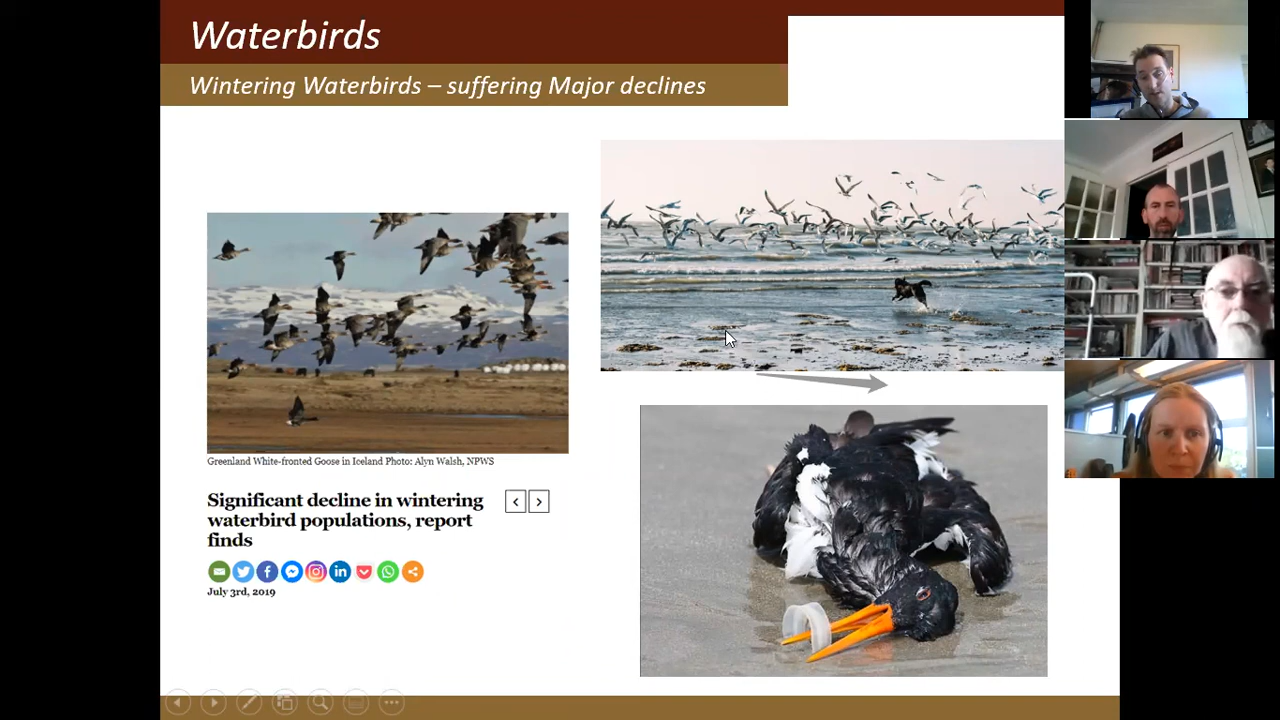 Waterbirds
Wintering Waterbirds – suffering Major declines
Greenland White-fronted Goose in Iceland Photo: Alyn Walsh, NPWS
Significant decline in wintering
waterbird populations, report
finds
July 3rd, 2019